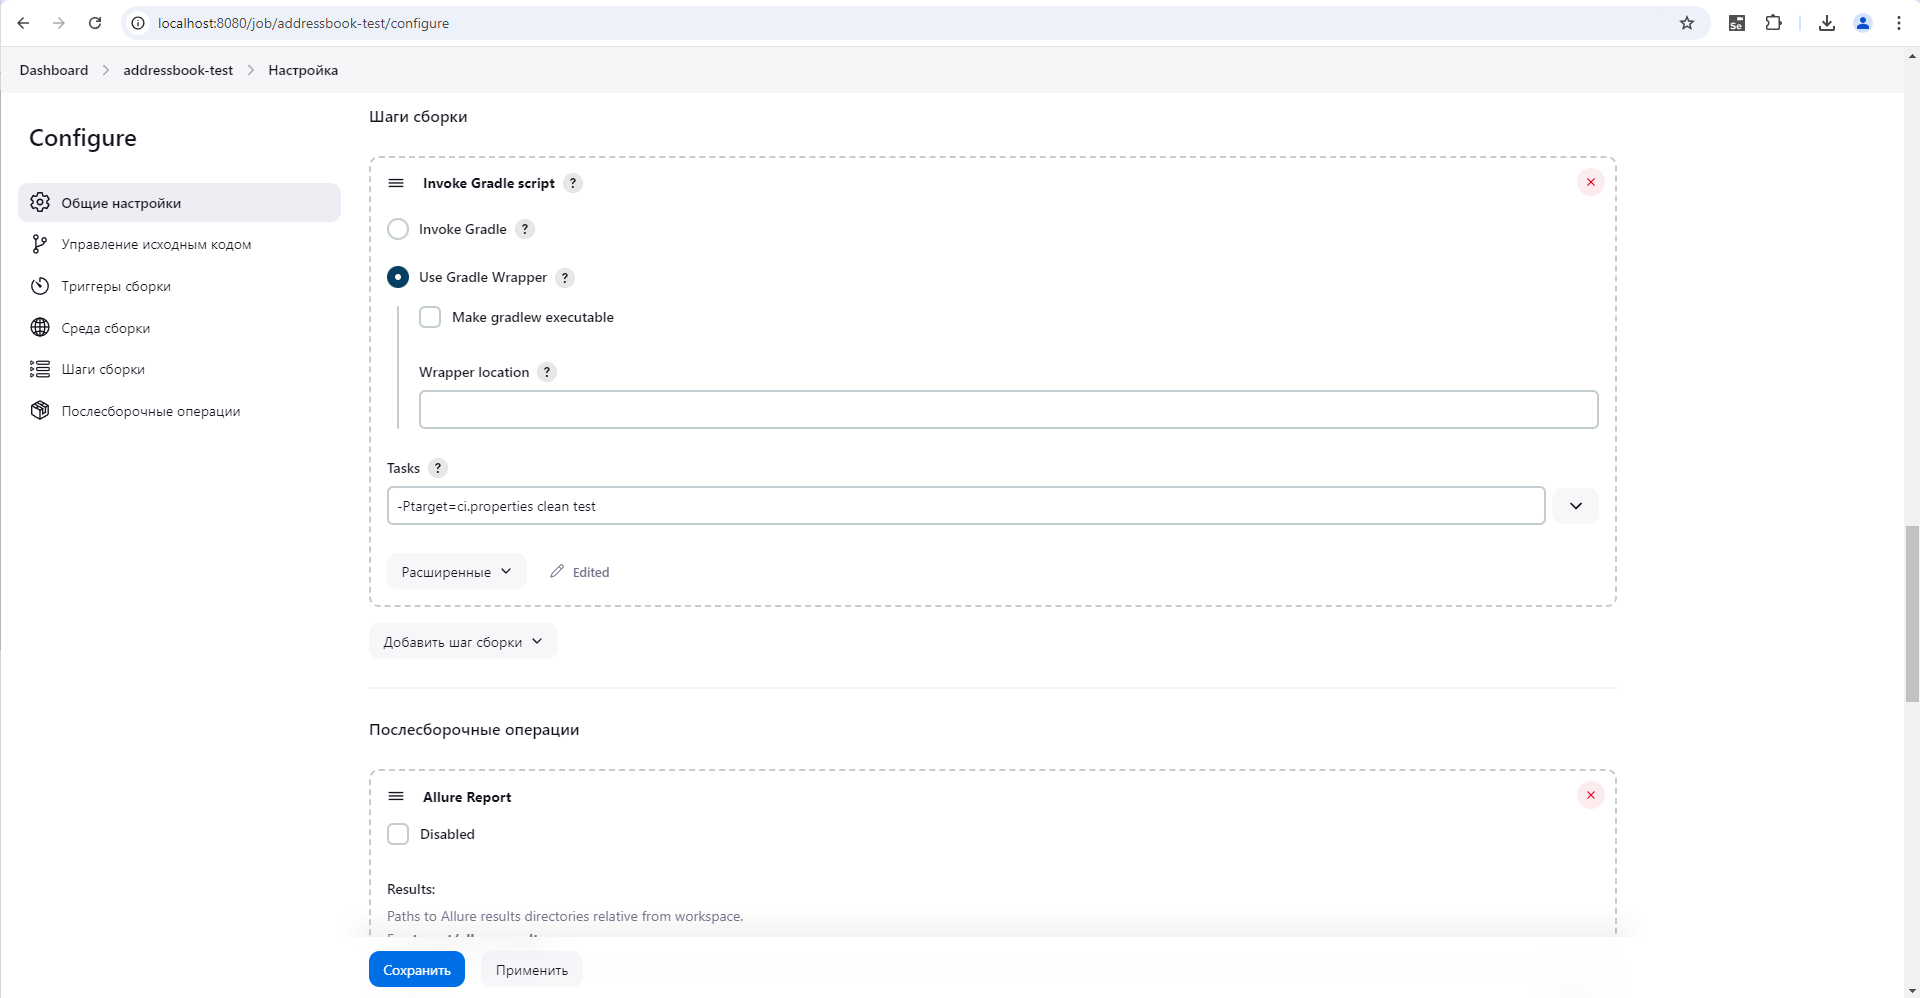 localhost:8080/job/addressbook-test/configure
Dashboard
addressbook-test
Настройка
Configure
Общие настройки
Управление исходным кодом
Триггеры сборки
Среда сборки
Шаги сборки
Послесборочные операции
Шаги сборки
Invoke Gradle script ?
Invoke Gradle ?
Use Gradle Wrapper ?
Make gradlew executable
Wrapper location ?
Tasks ?
-Ptarget=ci.properties clean test
Расширенные
Edited
Добавить шаг сборки
Послесборочные операции
Allure Report
Disabled
Results:
Paths to Allure results directories relative from workspace.
Сохранить
Применить